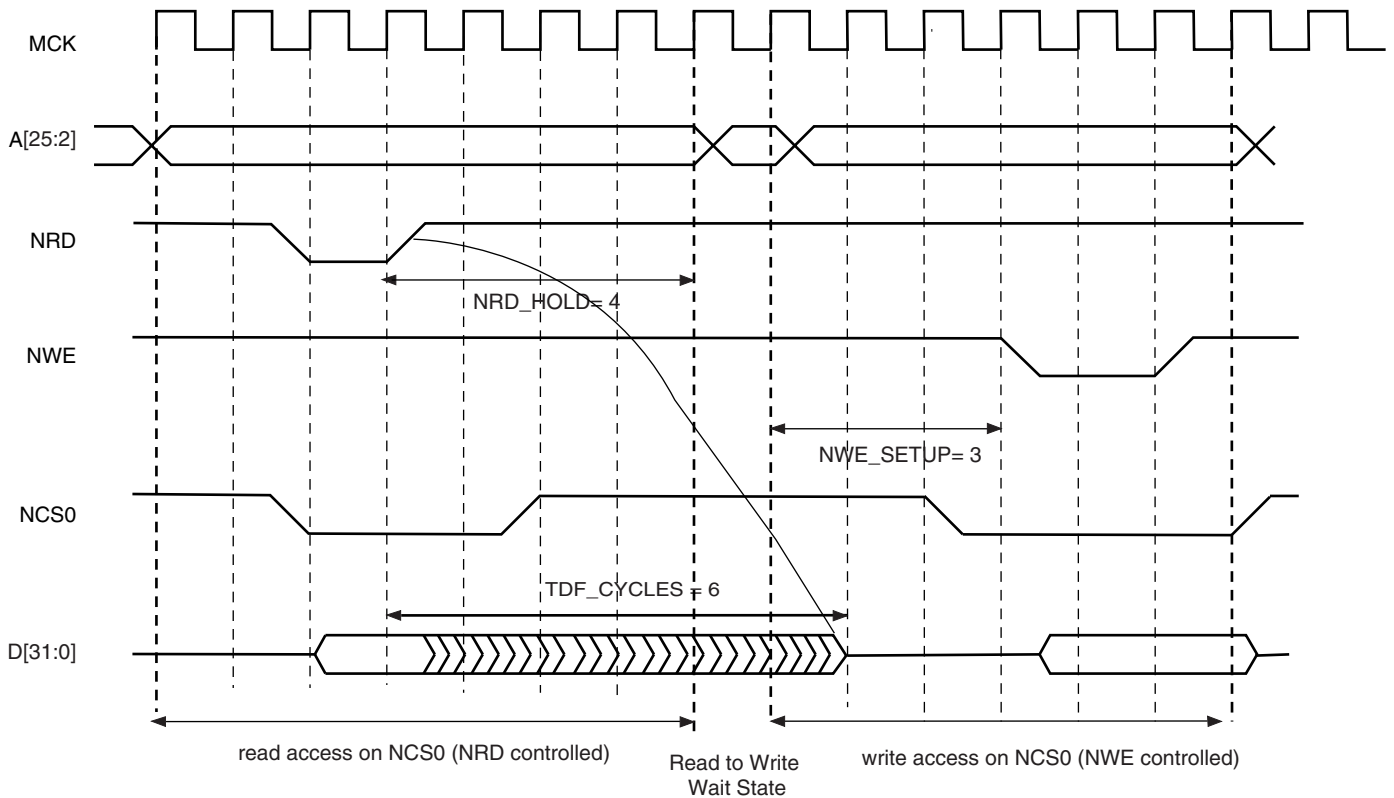 MCK
A[25:2]
NRD
NRD_HOLD= 4
NWE
NWE_SETUP= 3
NCS0
TDF_CYCLES = 6
D[31:0]
read access on NCS0 (NRD controlled)
Read to Write
Wait State
write access on NCS0 (NWE controlled)